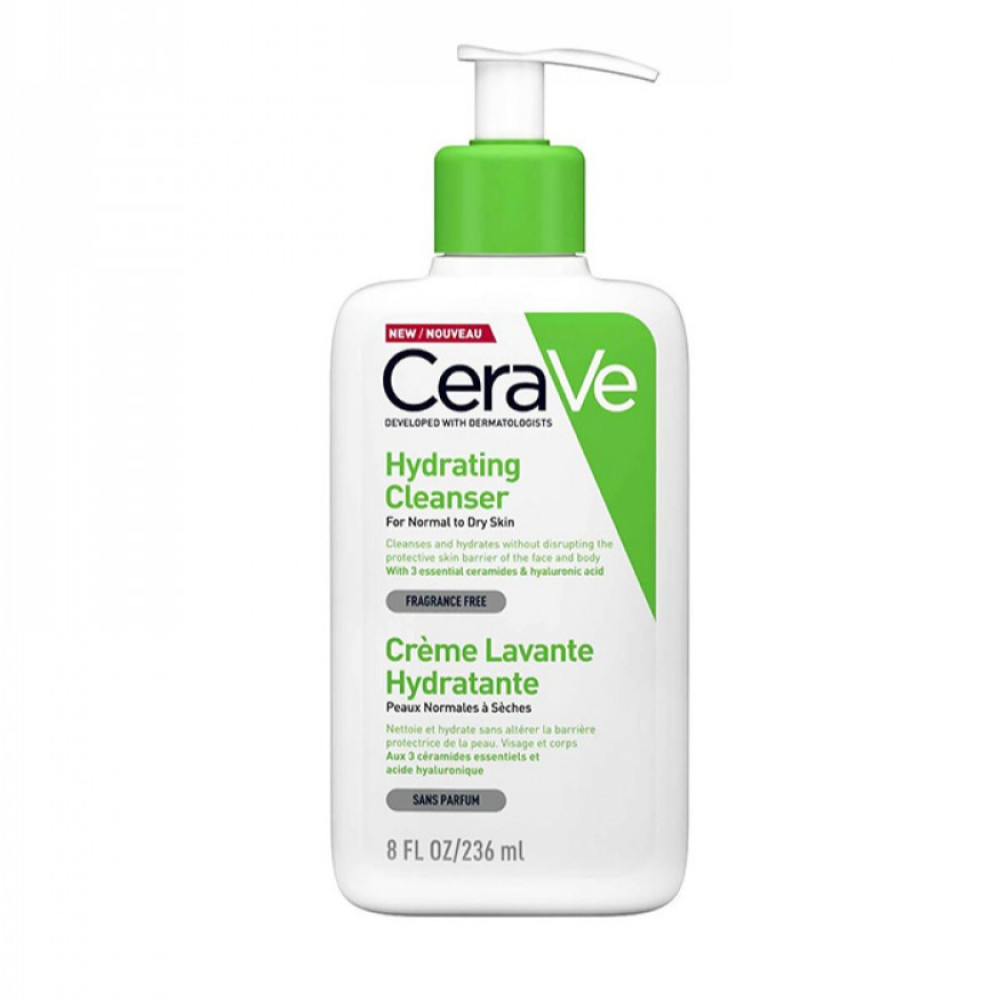 NEW / NOUVEAU
CeraVe
DEVELOPED WITH DERMATOLOGISTS
Hydrating
Cleanser
For Normal to Dry Skin
Cleanses and hydrates without disrupting the
protective skin barrier of the face and body
With 3 essential ceramides & hyaluronic acid
FRAGRANCE FREE
Crème Lavante
Hydratante
Peaux Normales à Sèches
Nettoie et hydrate sans altérer la barrière
protectrice de la peau. Visage et corps
Aux 3 céramides essentiels et
acide hyaluronique
SANS PARFUM
8 FL OZ/236 ml